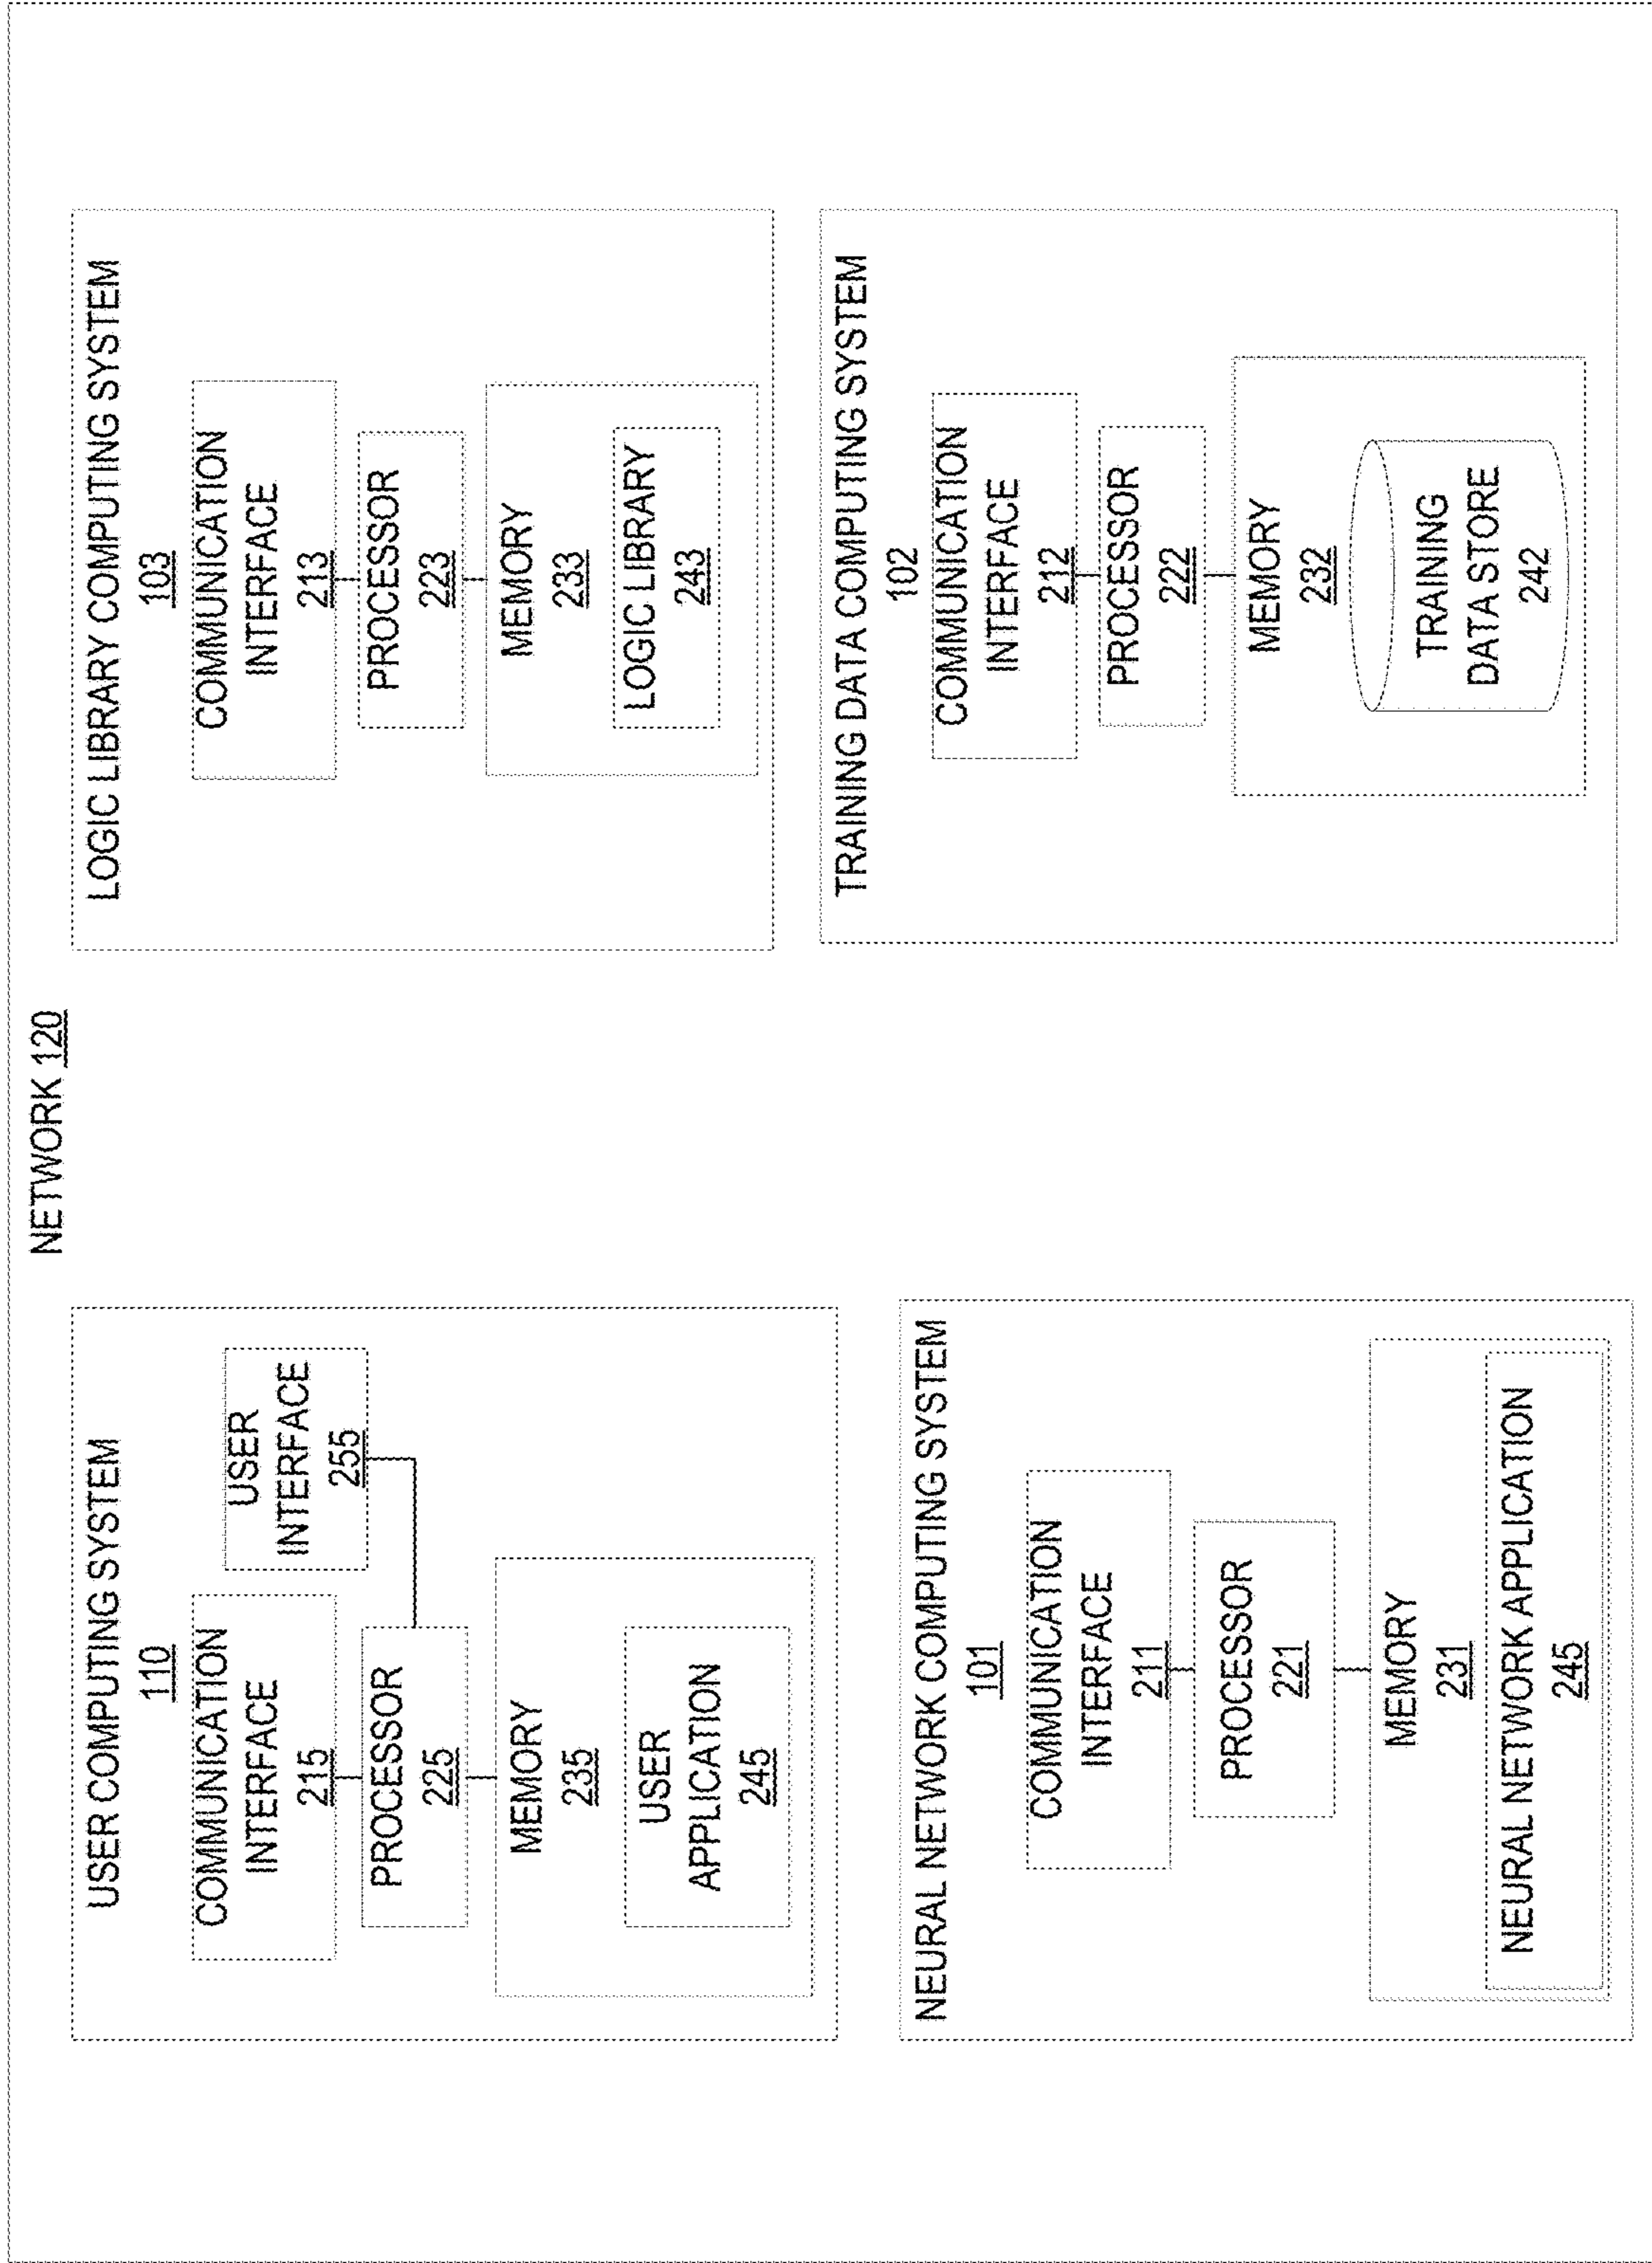 NETWORK 120
USER COMPUTING SYSTEM
110
COMMUNICATION
INTERFACE
215
USER
INTERFACE
255
PROCESSOR
225
MEMORY
235
USER
APPLICATION
245
LOGIC LIBRARY COMPUTING SYSTEM
103
COMMUNICATION
INTERFACE
213
PROCESSOR
223
MEMORY
233
LOGIC LIBRARY
243
NEURAL NETWORK COMPUTING SYSTEM
101
COMMUNICATION
INTERFACE
211
PROCESSOR
221
MEMORY
231
NEURAL NETWORK APPLICATION
245
TRAINING DATA COMPUTING SYSTEM
102
COMMUNICATION
INTERFACE
212
PROCESSOR
222
MEMORY
232
TRAINING
DATA STORE
242